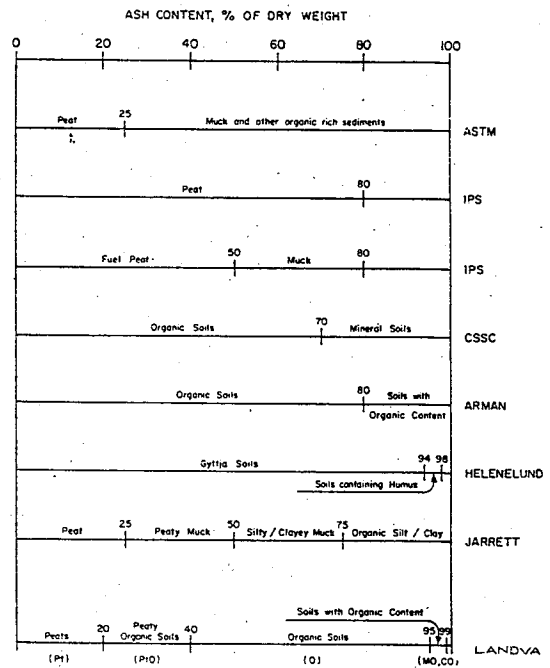 ASH CONTENT, % OF DRY WEIGHT
0 20 40 60 80 100
25
Peat Muck and other organic rich sediments ASTM
80
Peat IPS
50 80
Fuel Peat Muck IPS
70
Organic Soils Mineral Soils CSSC
80
Organic Soils Soils with ARMAN
Organic Content
94 98
Gyttja Soils HELENELUND
Soils containing Humus
25 50 75
Peat Peaty Muck Silty / Clayey Muck Organic Silt / Clay JARRETT
Soils with Organic Content
20 40 95 99
Peaty
Peats Organic Soils Organic Soils LANDVA
(Pt) (PtO) (O) (MO,CO)